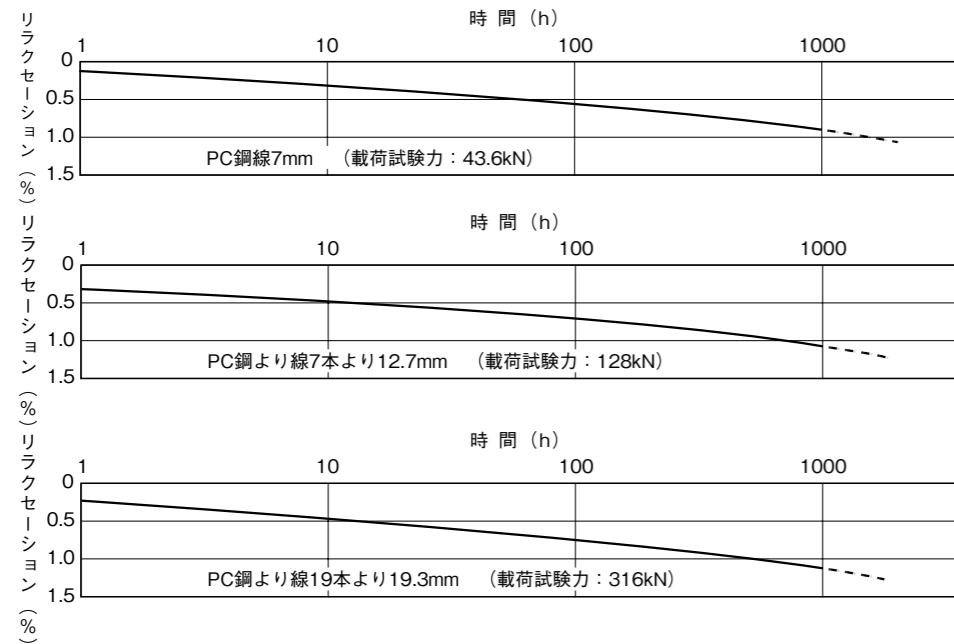 時 間 (h)
1 10 100 1000
リラクセーション(%)
0
0.5
1.0
1.5
PC鋼線7mm (載荷試験力:43.6kN)
時 間 (h)
1 10 100 1000
リラクセーション(%)
0
0.5
1.0
1.5
PC鋼より線7本より12.7mm (載荷試験力:128kN)
時 間 (h)
1 10 100 1000
リラクセーション(%)
0
0.5
1.0
1.5
PC鋼より線19本より19.3mm (載荷試験力:316kN)